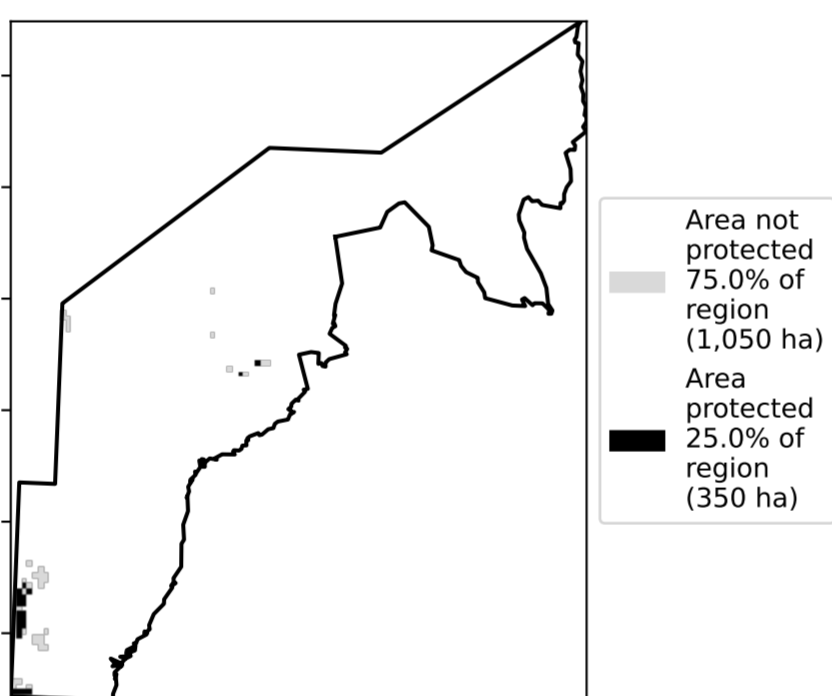 Area not
protected
75.0% of
region
(1,050 ha)
Area
protected
25.0% of
region
(350 ha)